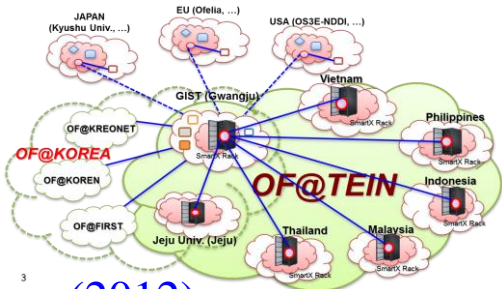 JAPAN
(Kyushu Univ., ...)
EU (Ofelia, ...)
USA (OS3E-NDDI, ...)
GIST (Gwangju)
Vietnam
SmartX Rack
Philippines
SmartX Rack
OF@KREONET
SmartX Rack
OF@KOREA
OF@KOREN
OF@TEIN
Indonesia
SmartX Rack
OF@FIRST
Jeju Univ. (Jeju)
Thailand
SmartX Rack
Malaysia
SmartX Rack
3
(2012)